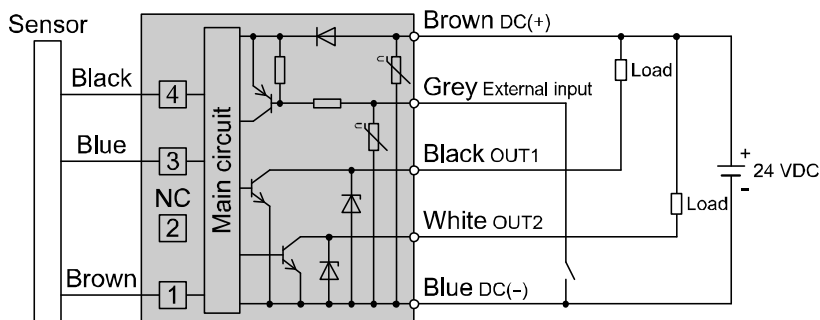 Sensor
Brown DC(+)
Load
Black
4
Grey External input
Blue
3
Main circuit
Black OUT1
+
24 VDC
-
NC
2
White OUT2
Load
Brown
1
Blue DC(-)